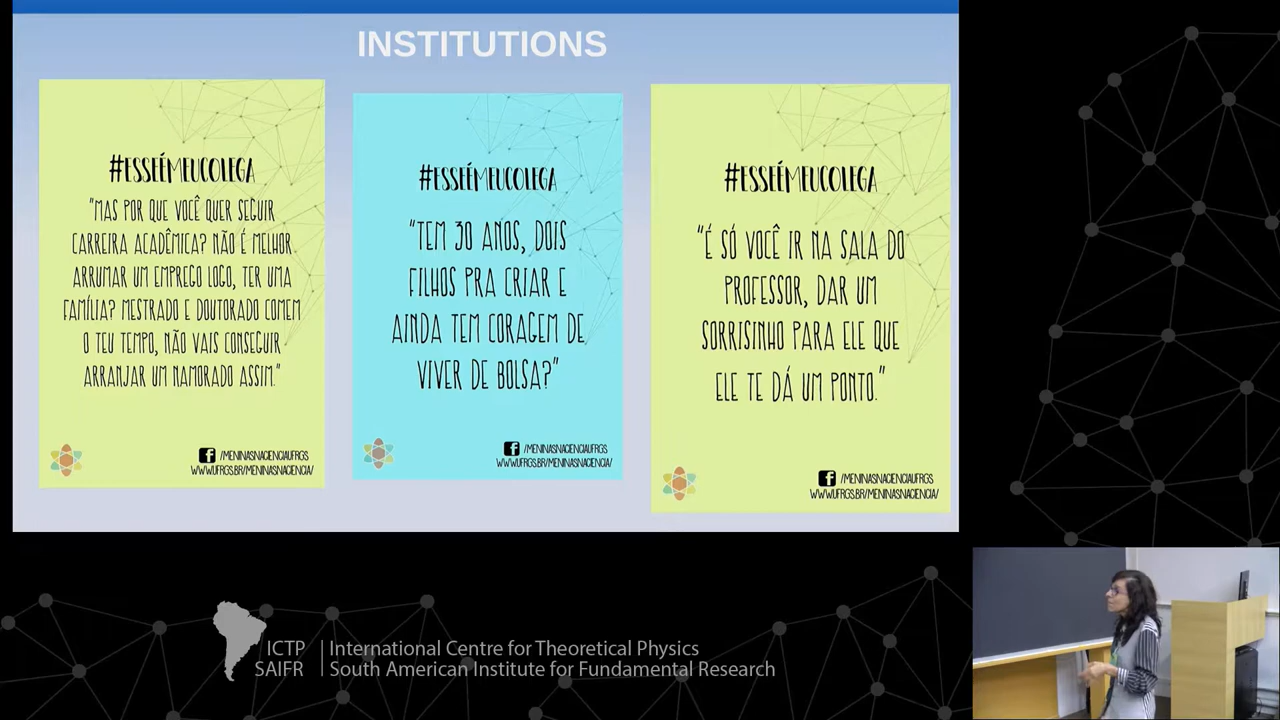 INSTITUTIONS
#ESSEÉMEUCOLEGA
"MAS POR QUE VOCÊ QUER SEGUIR
CARREIRA ACADÊMICA? NÃO É MELHOR
ARRUMAR UM EMPREGO LOGO, TER UMA
FAMÍLIA? MESTRADO E DOUTORADO COMEM
O TEU TEMPO, NÃO VAIS CONSEGUIR
ARRANJAR UM NAMORADO ASSIM."
f /MENINASNACIENCIAUFRGS
WWW.UFRGS.BR/MENINASNACIENCIA/
#ESSEÉMEUCOLEGA
"TEM 30 ANOS, DOIS
FILHOS PRA CRIAR E
AINDA TEM CORAGEM DE
VIVER DE BOLSA?"
f /MENINASNACIENCIAUFRGS
WWW.UFRGS.BR/MENINASNACIENCIA/
#ESSEÉMEUCOLEGA
"É SÓ VOCÊ IR NA SALA DO
PROFESSOR, DAR UM
SORRISINHO PARA ELE QUE
ELE TE DÁ UM PONTO."
f /MENINASNACIENCIAUFRGS
WWW.UFRGS.BR/MENINASNACIENCIA/
ICTP | International Centre for Theoretical Physics
SAIFR | South American Institute for Fundamental Research